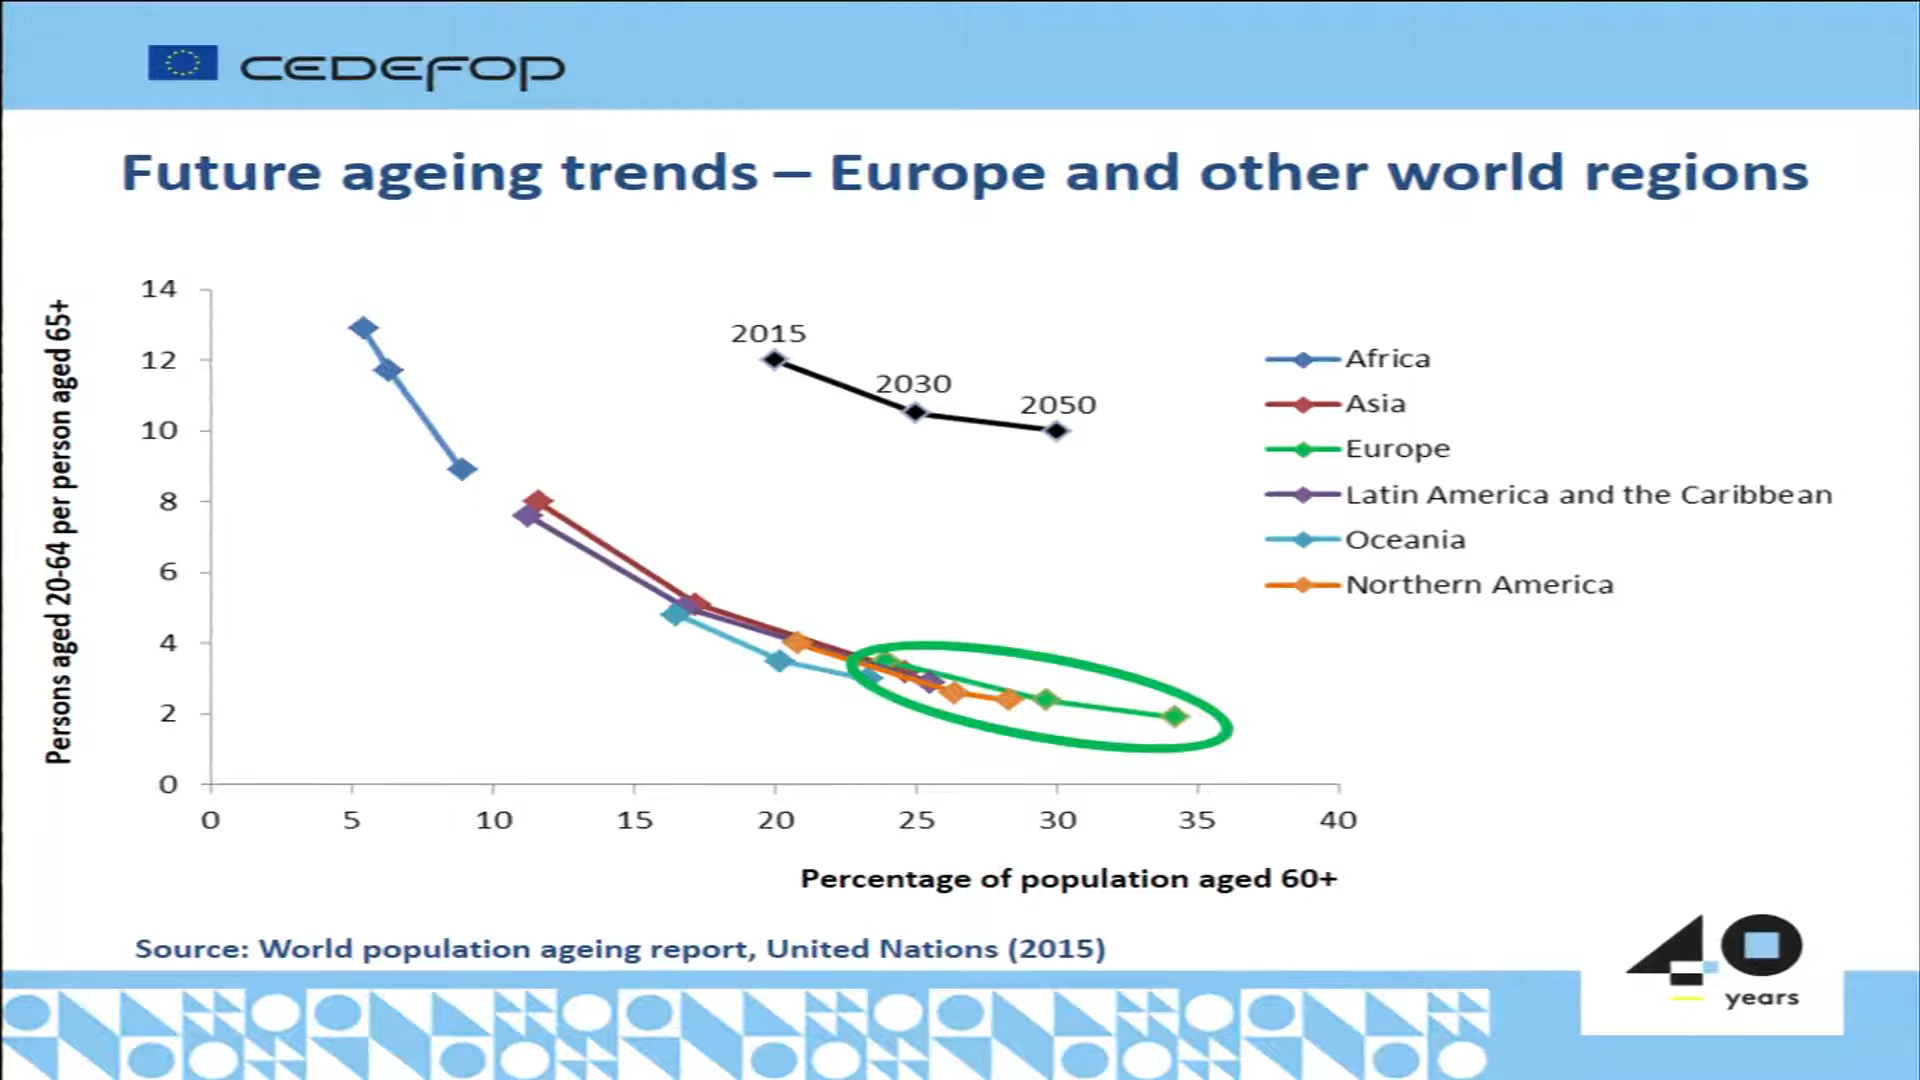 CEDEFOP
Future ageing trends – Europe and other world regions
Persons aged 20-64 per person aged 65+
14
12
10
8
6
4
2
0
2015
2030
2050
Africa
Asia
Europe
Latin America and the Caribbean
Oceania
Northern America
0 5 10 15 20 25 30 35 40
Percentage of population aged 60+
Source: World population ageing report, United Nations (2015)
40
years